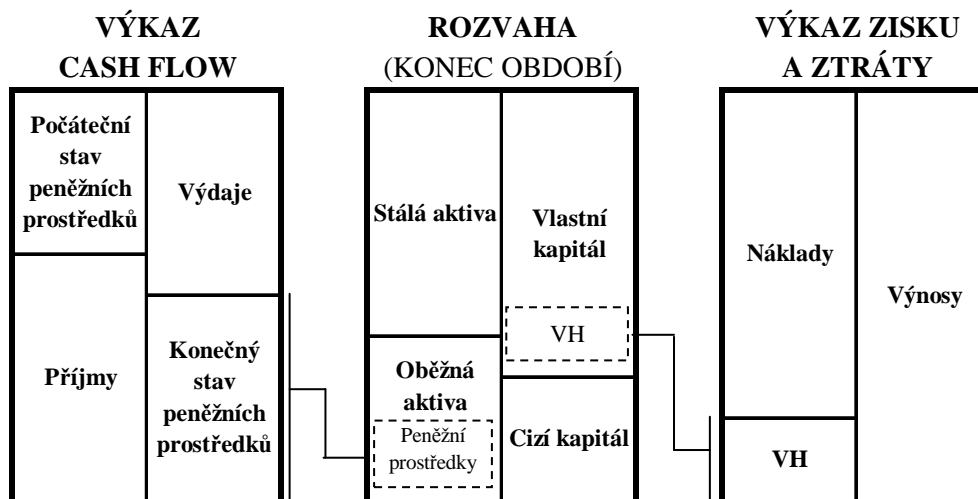 VÝKAZ
CASH FLOW
Počáteční
stav
peněžních
prostředků
Výdaje
Příjmy
Konečný
stav
peněžních
prostředků
ROZVAHA
(KONEC OBDOBÍ)
Stálá aktiva
Vlastní
kapitál
VH
Oběžná
aktiva
Peněžní
prostředky
Cizí kapitál
VÝKAZ ZISKU
A ZTRÁTY
Náklady
Výnosy
VH